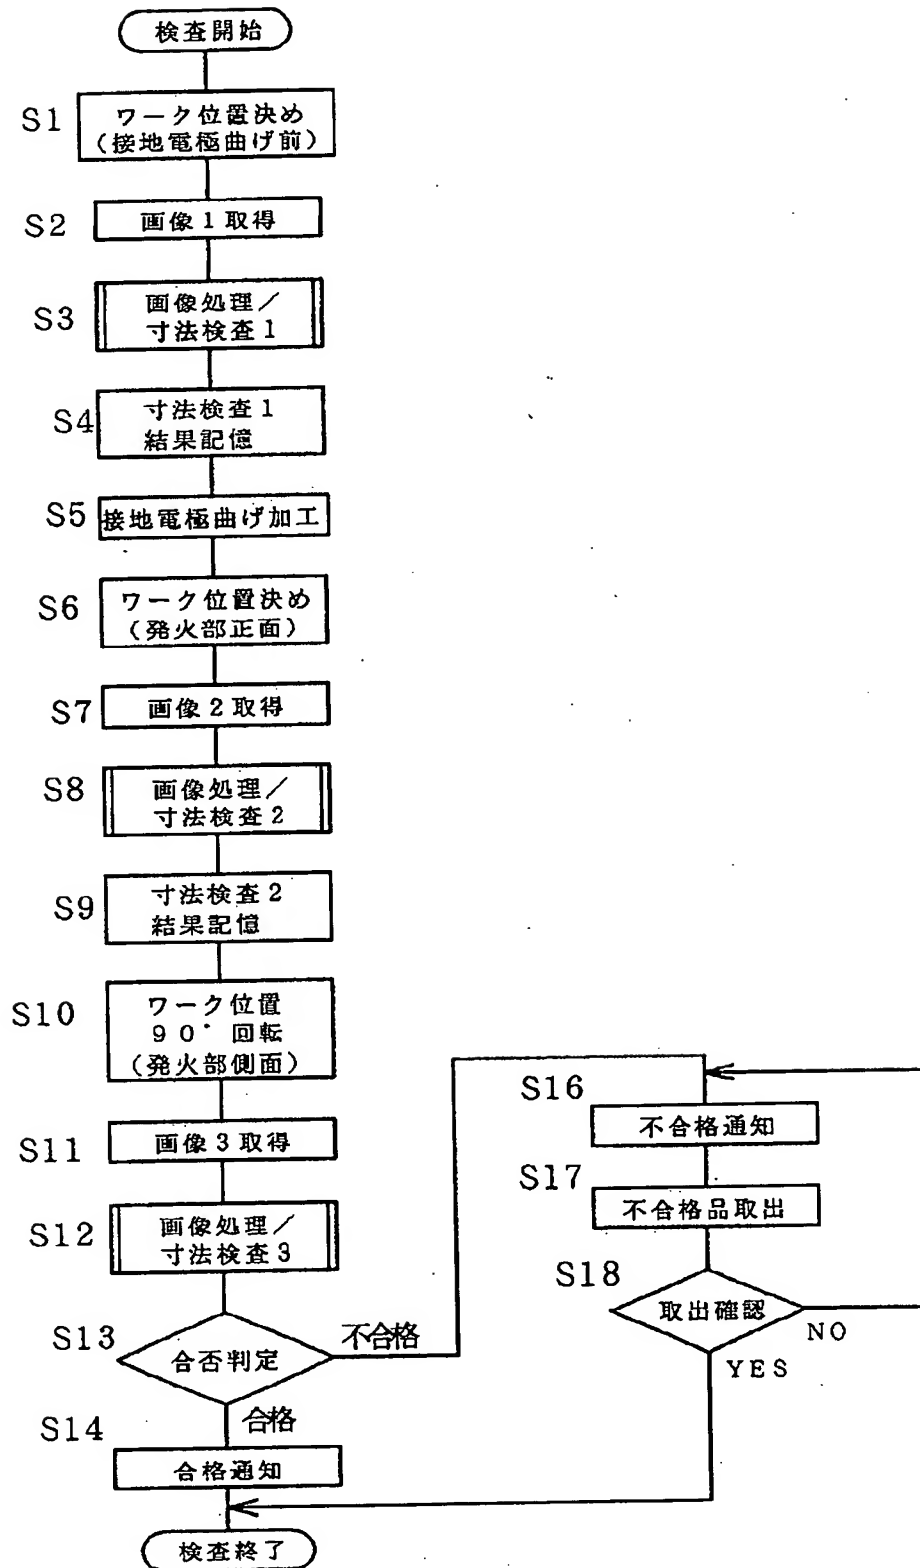 検査開始
S1
ワーク位置決め
(接地電極曲げ前)
S2
画像1取得
S3
画像処理/
寸法検査1
S4
寸法検査1
結果記憶
S5
接地電極曲げ加工
S6
ワーク位置決め
(発火部正面)
S7
画像2取得
S8
画像処理/
寸法検査2
S9
寸法検査2
結果記憶
S10
ワーク位置
90°回転
(発火部側面)
S11
画像3取得
S12
画像処理/
寸法検査3
S13
合否判定
不合格
合格
S14
合格通知
検査終了
S16
不合格通知
S17
不合格品取出
S18
取出確認
NO
YES